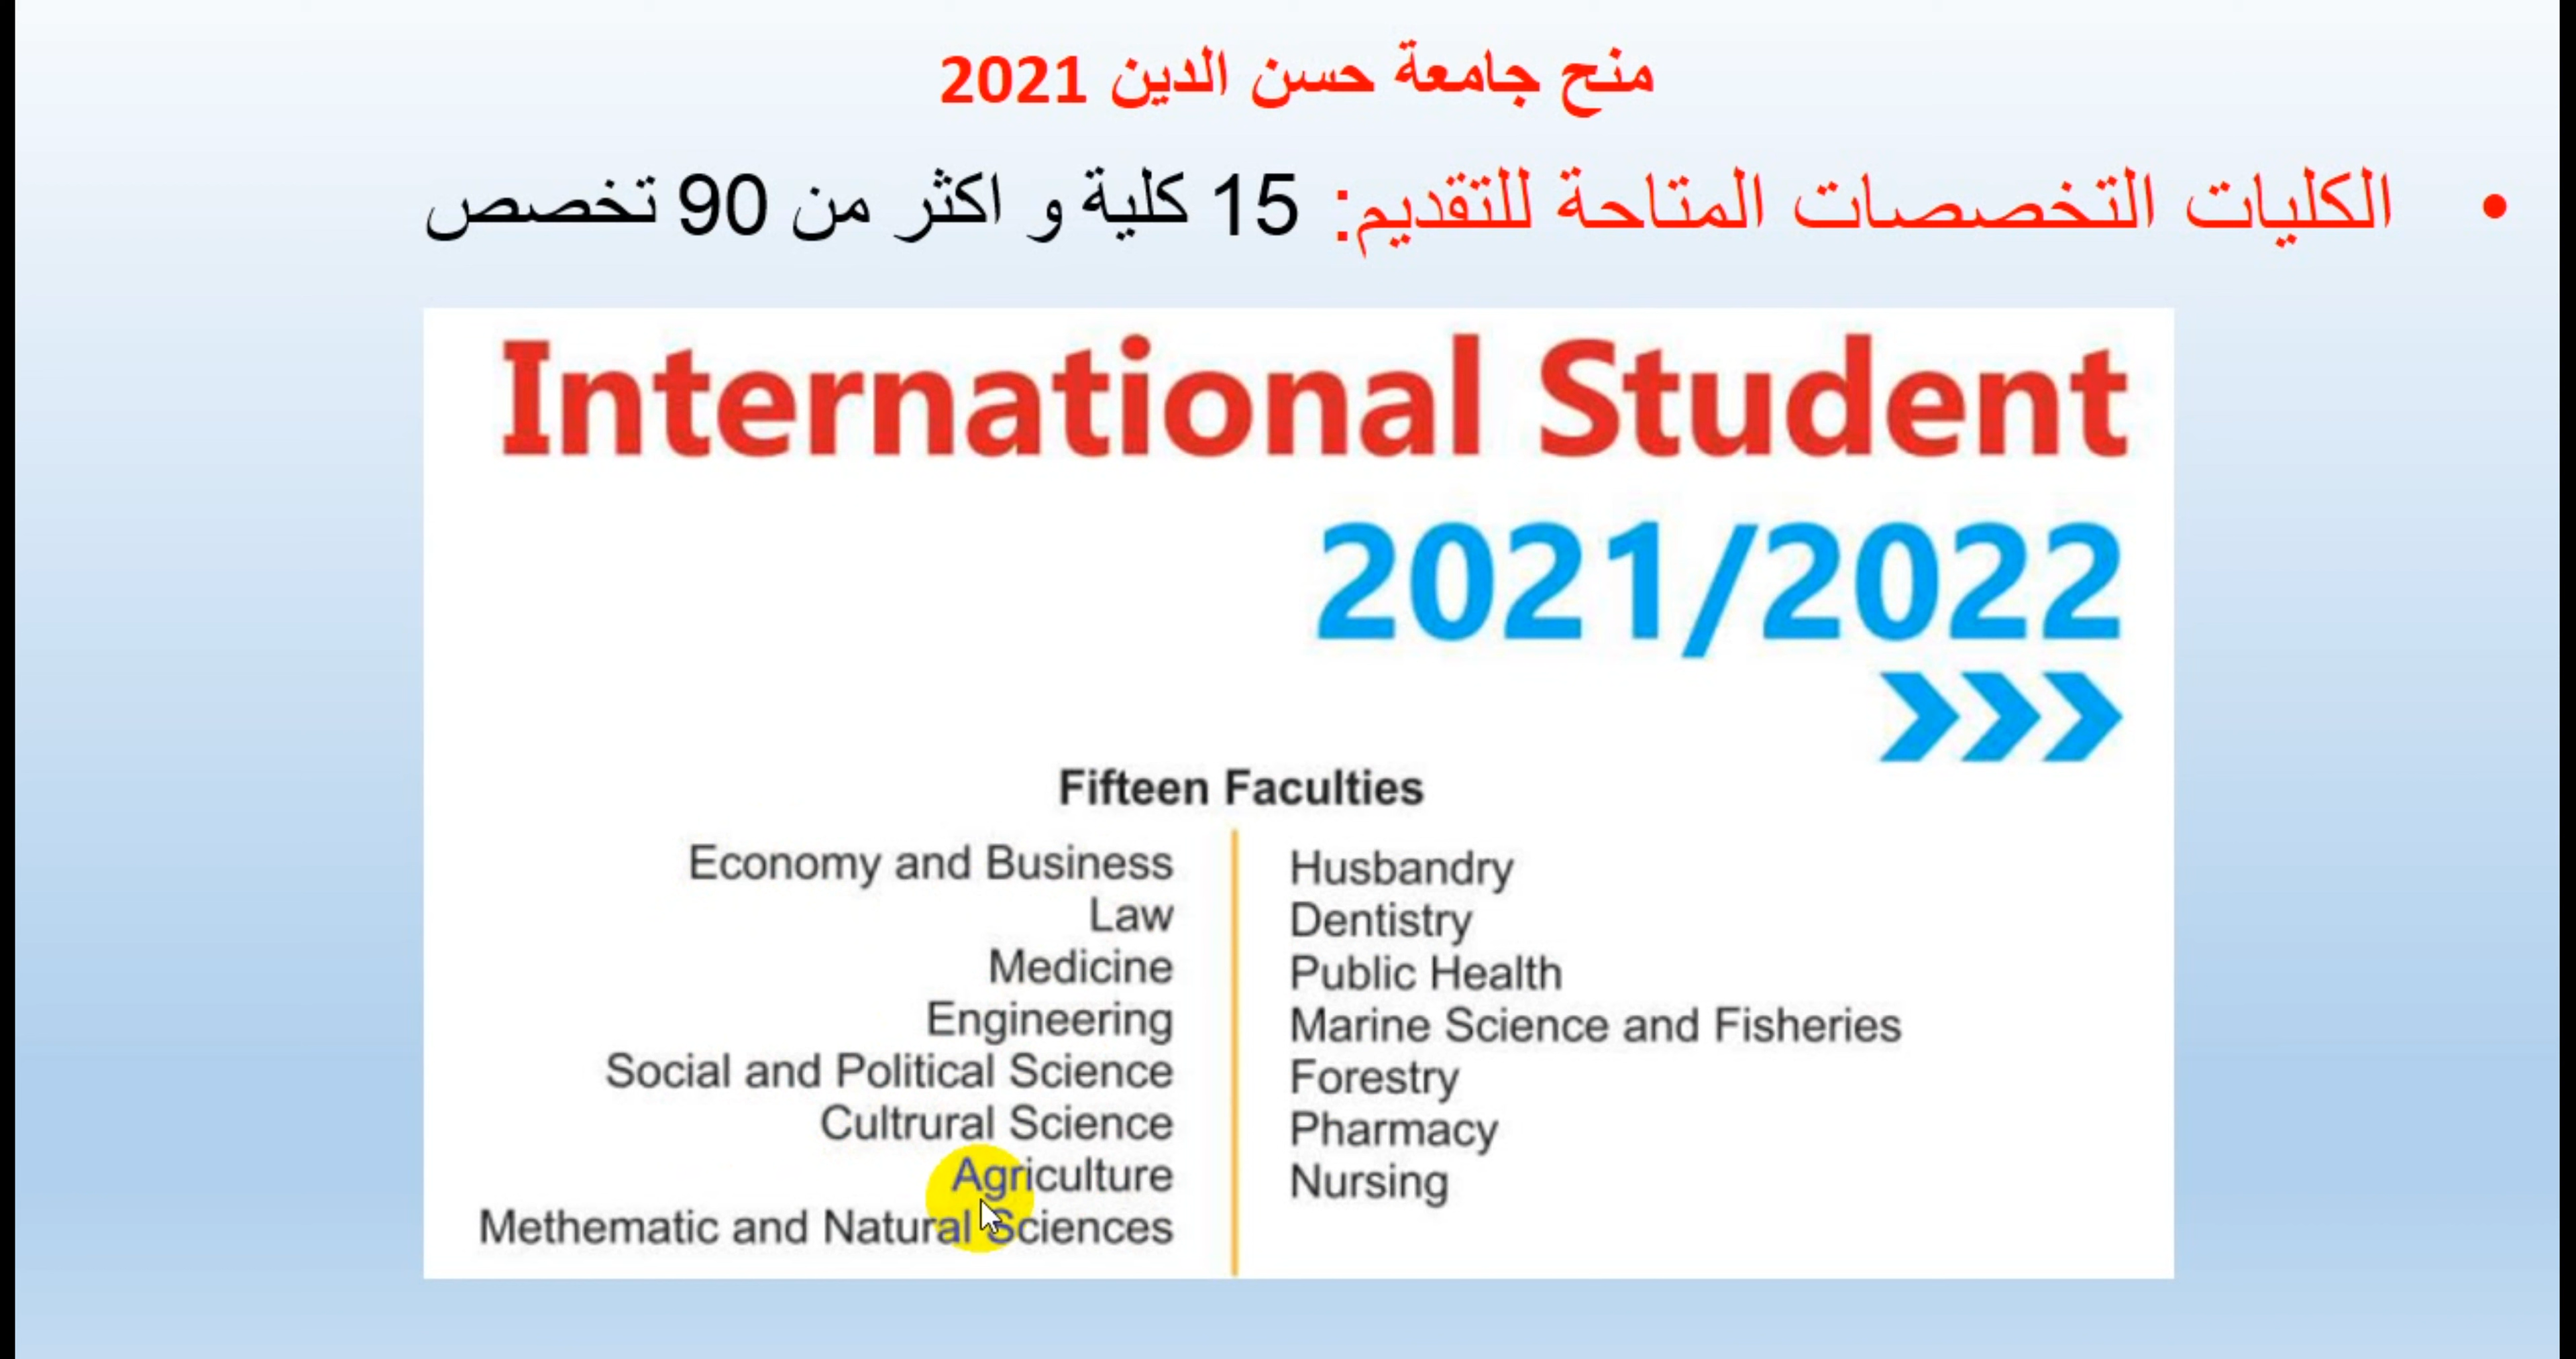 منح جامعة حسن الدين 2021
• الكليات التخصصات المتاحة للتقديم: 15 كلية و اكثر من 90 تخصص
International Student
2021/2022
Fifteen Faculties
Economy and Business
Law
Medicine
Engineering
Social and Political Science
Cultrural Science
Agriculture
Methematic and Natural Sciences
Husbandry
Dentistry
Public Health
Marine Science and Fisheries
Forestry
Pharmacy
Nursing